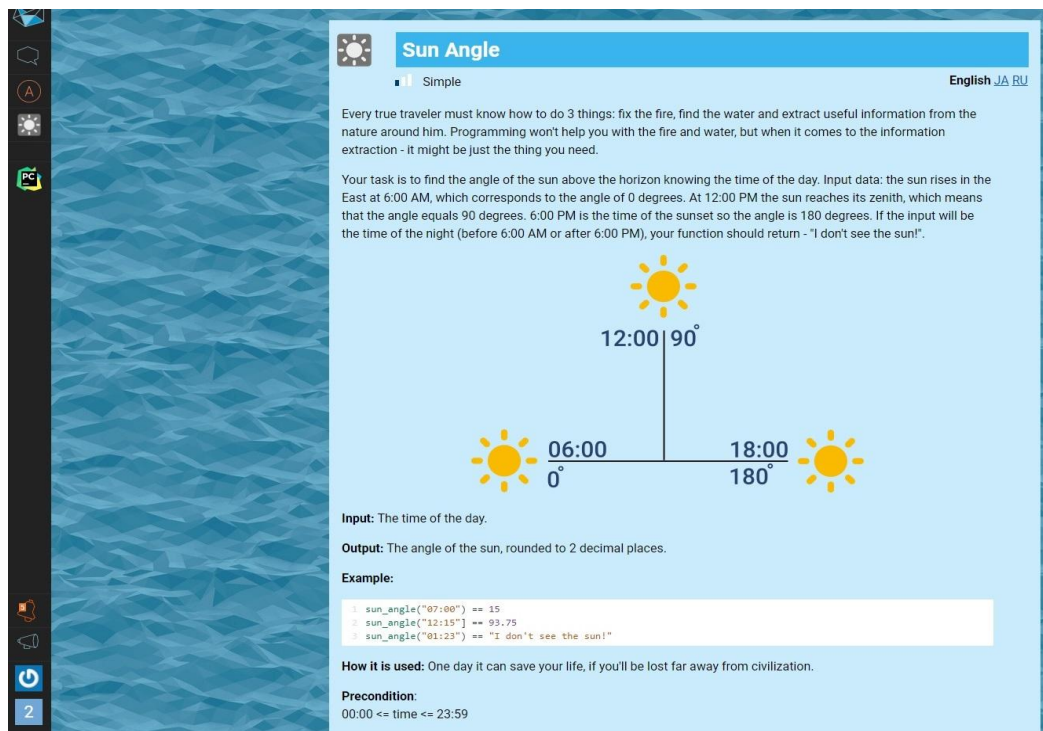 Sun Angle
Simple
English JA RU
Every true traveler must know how to do 3 things: fix the fire, find the water and extract useful information from the
nature around him. Programming won't help you with the fire and water, but when it comes to the information
extraction - it might be just the thing you need.
Your task is to find the angle of the sun above the horizon knowing the time of the day. Input data: the sun rises in the
East at 6:00 AM, which corresponds to the angle of 0 degrees. At 12:00 PM the sun reaches its zenith, which means
that the angle equals 90 degrees. 6:00 PM is the time of the sunset so the angle is 180 degrees. If the input will be
the time of the night (before 6:00 AM or after 6:00 PM), your function should return - "I don't see the sun!".
12:00 90°
06:00 18:00
0° 180°
Input: The time of the day.
Output: The angle of the sun, rounded to 2 decimal places.
Example:
1 sun_angle("07:00") == 15
2 sun_angle("12:15"] == 93.75
3 sun_angle("01:23") == "I don't see the sun!"
How it is used: One day it can save your life, if you'll be lost far away from civilization.
Precondition:
00:00 <= time <= 23:59
A
PC
3
2